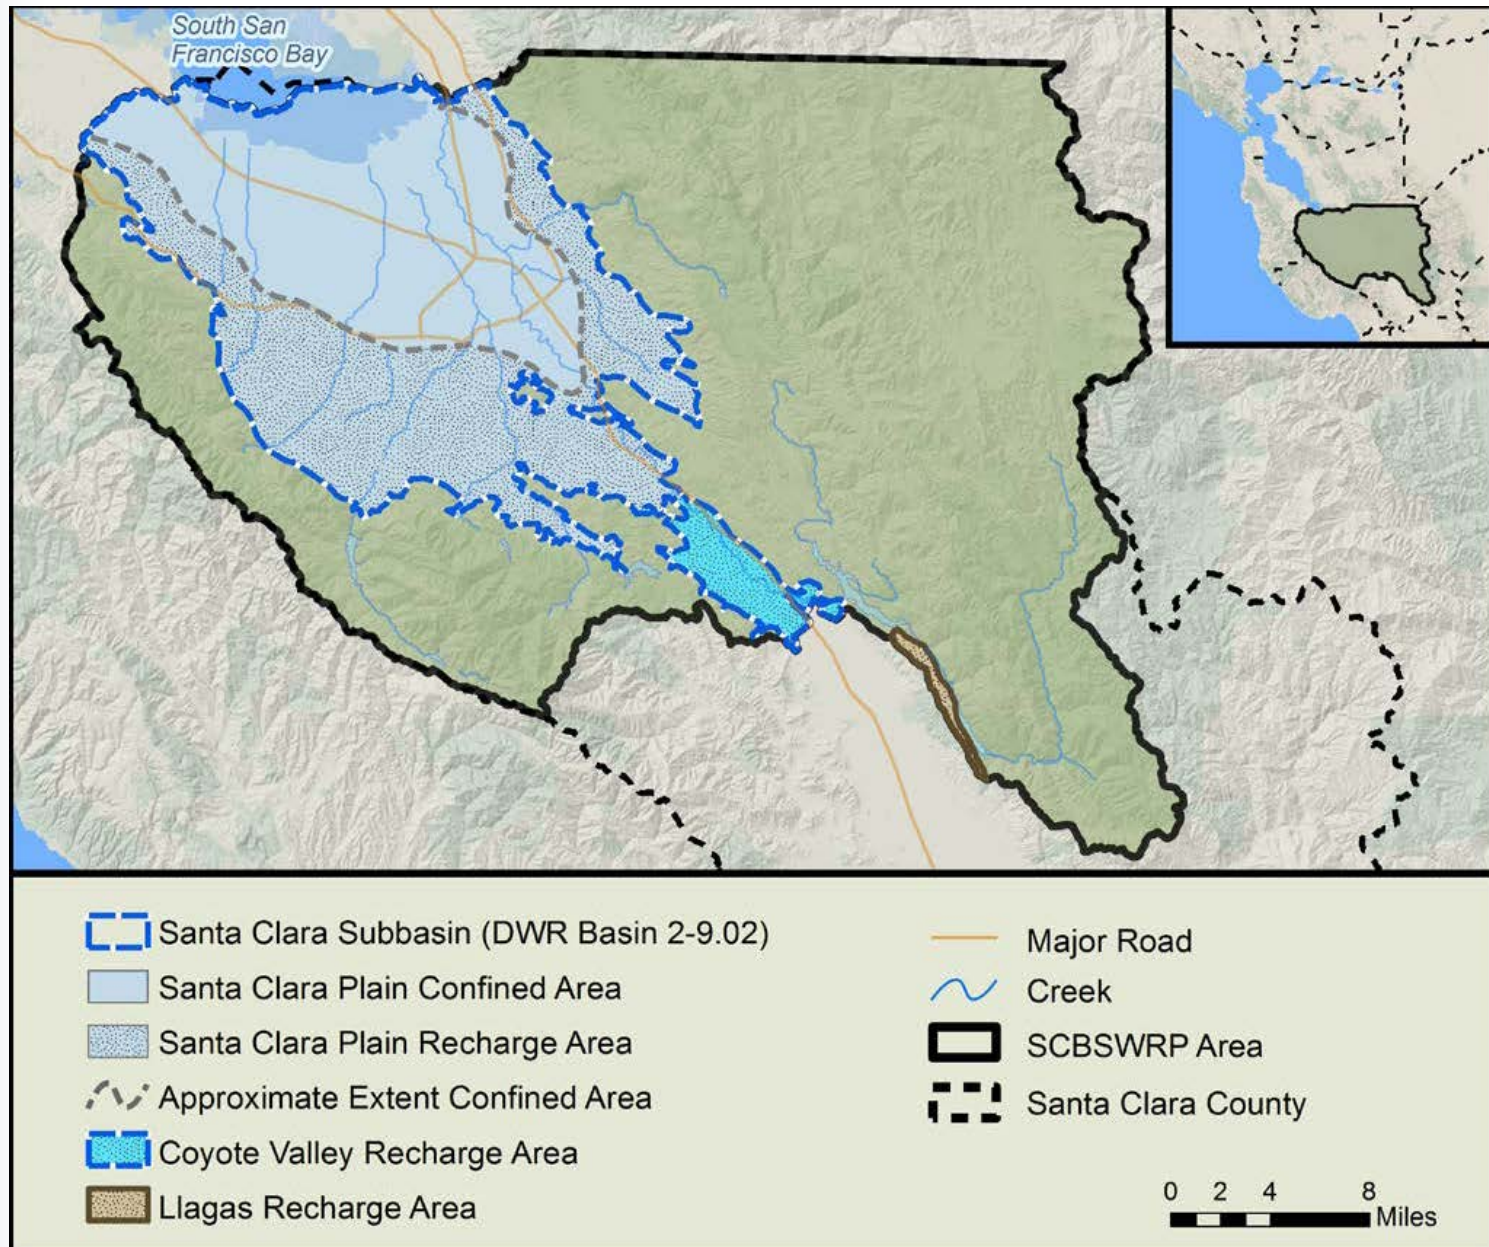 South San
Francisco Bay
Santa Clara Subbasin (DWR Basin 2-9.02)
Santa Clara Plain Confined Area
Santa Clara Plain Recharge Area
Approximate Extent Confined Area
Coyote Valley Recharge Area
Llagas Recharge Area
Major Road
Creek
SCBSWRP Area
Santa Clara County
0 2 4 8
Miles